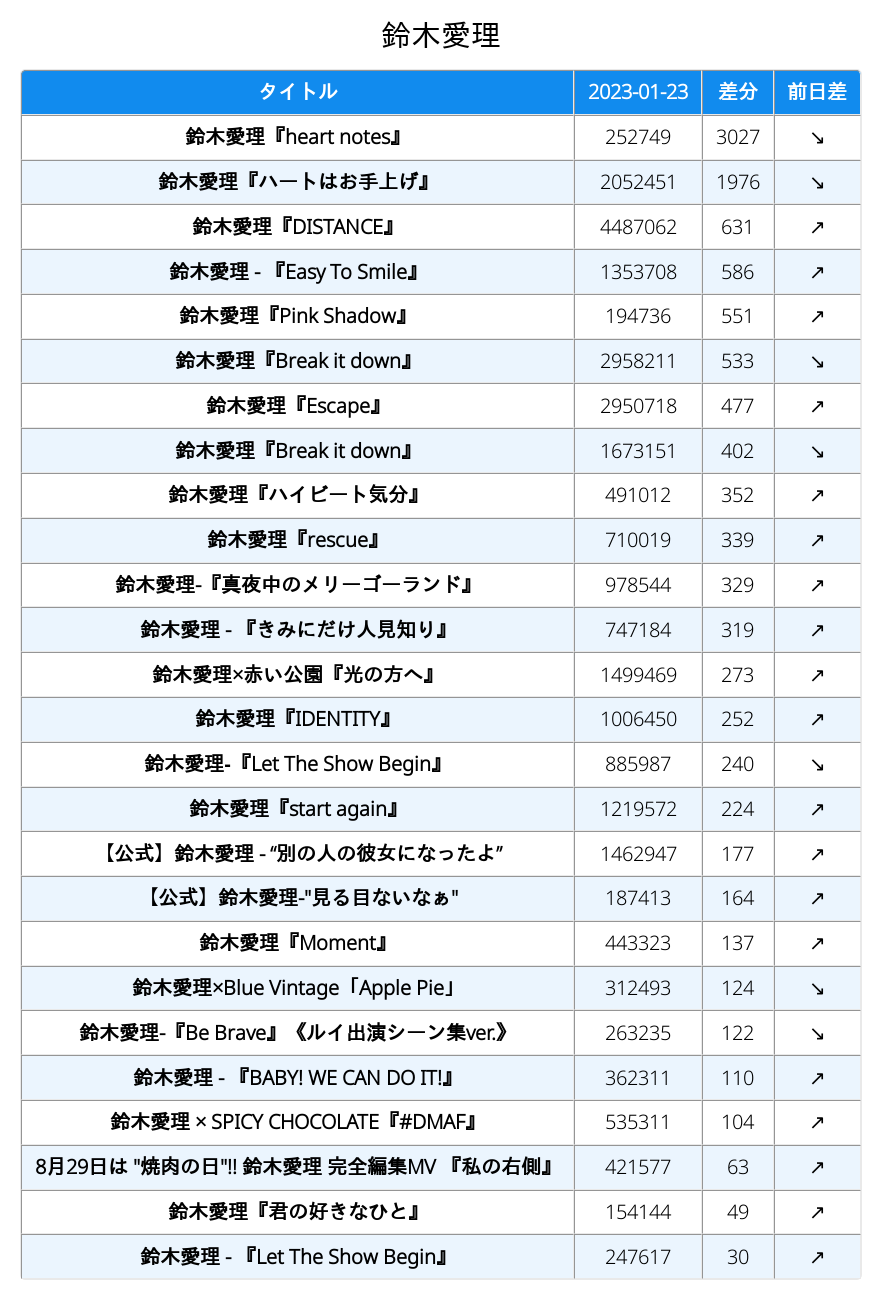 鈴木愛理
タイトル 2023-01-23 差分 前日差
鈴木愛理『heart notes』 252749 3027 ↘
鈴木愛理『ハートはお手上げ』 2052451 1976 ↘
鈴木愛理『DISTANCE』 4487062 631 ↗
鈴木愛理 - 『Easy To Smile』 1353708 586 ↗
鈴木愛理『Pink Shadow』 194736 551 ↗
鈴木愛理『Break it down』 2958211 533 ↘
鈴木愛理『Escape』 2950718 477 ↗
鈴木愛理『Break it down』 1673151 402 ↘
鈴木愛理『ハイビート気分』 491012 352 ↗
鈴木愛理『rescue』 710019 339 ↗
鈴木愛理-『真夜中のメリーゴーランド』 978544 329 ↗
鈴木愛理 - 『きみにだけ人見知り』 747184 319 ↗
鈴木愛理×赤い公園『光の方へ』 1499469 273 ↗
鈴木愛理『IDENTITY』 1006450 252 ↗
鈴木愛理-『Let The Show Begin』 885987 240 ↘
鈴木愛理『start again』 1219572 224 ↗
【公式】鈴木愛理 - “別の人の彼女になったよ” 1462947 177 ↗
【公式】鈴木愛理-"見る目ないなぁ" 187413 164 ↗
鈴木愛理『Moment』 443323 137 ↗
鈴木愛理×Blue Vintage「Apple Pie」 312493 124 ↘
鈴木愛理-『Be Brave』《ルイ出演シーン集ver.》 263235 122 ↘
鈴木愛理 - 『BABY! WE CAN DO IT!』 362311 110 ↗
鈴木愛理 × SPICY CHOCOLATE『#DMAF』 535311 104 ↗
8月29日は "焼肉の日"!! 鈴木愛理 完全編集MV 『私の右側』 421577 63 ↗
鈴木愛理『君の好きなひと』 154144 49 ↗
鈴木愛理 - 『Let The Show Begin』 247617 30 ↗